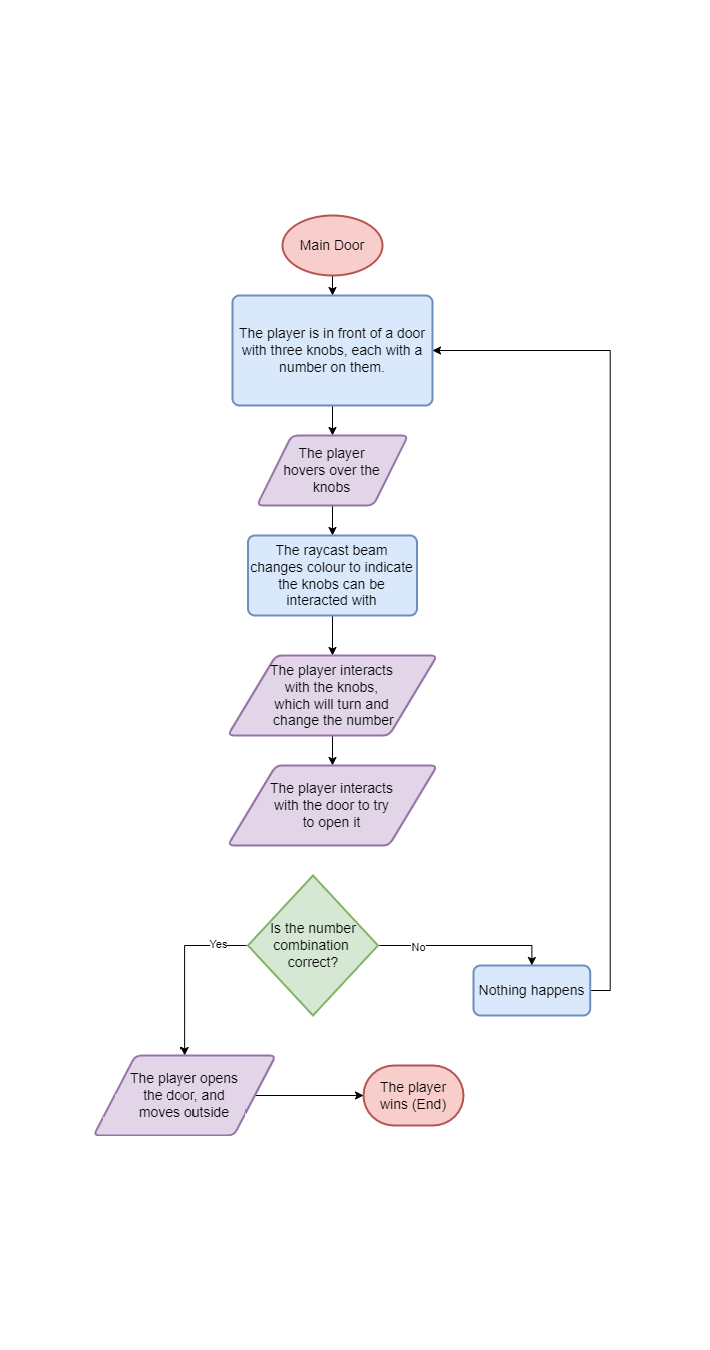 Main Door
The player is in front of a door
with three knobs, each with a
number on them.
The player
hovers over the
knobs
The raycast beam
changes colour to indicate
the knobs can be
interacted with
The player interacts
with the knobs,
which will turn and
change the number
The player interacts
with the door to try
to open it
Is the number
combination
correct?
Yes
No
Nothing happens
The player opens
the door, and
moves outside
The player
wins (End)